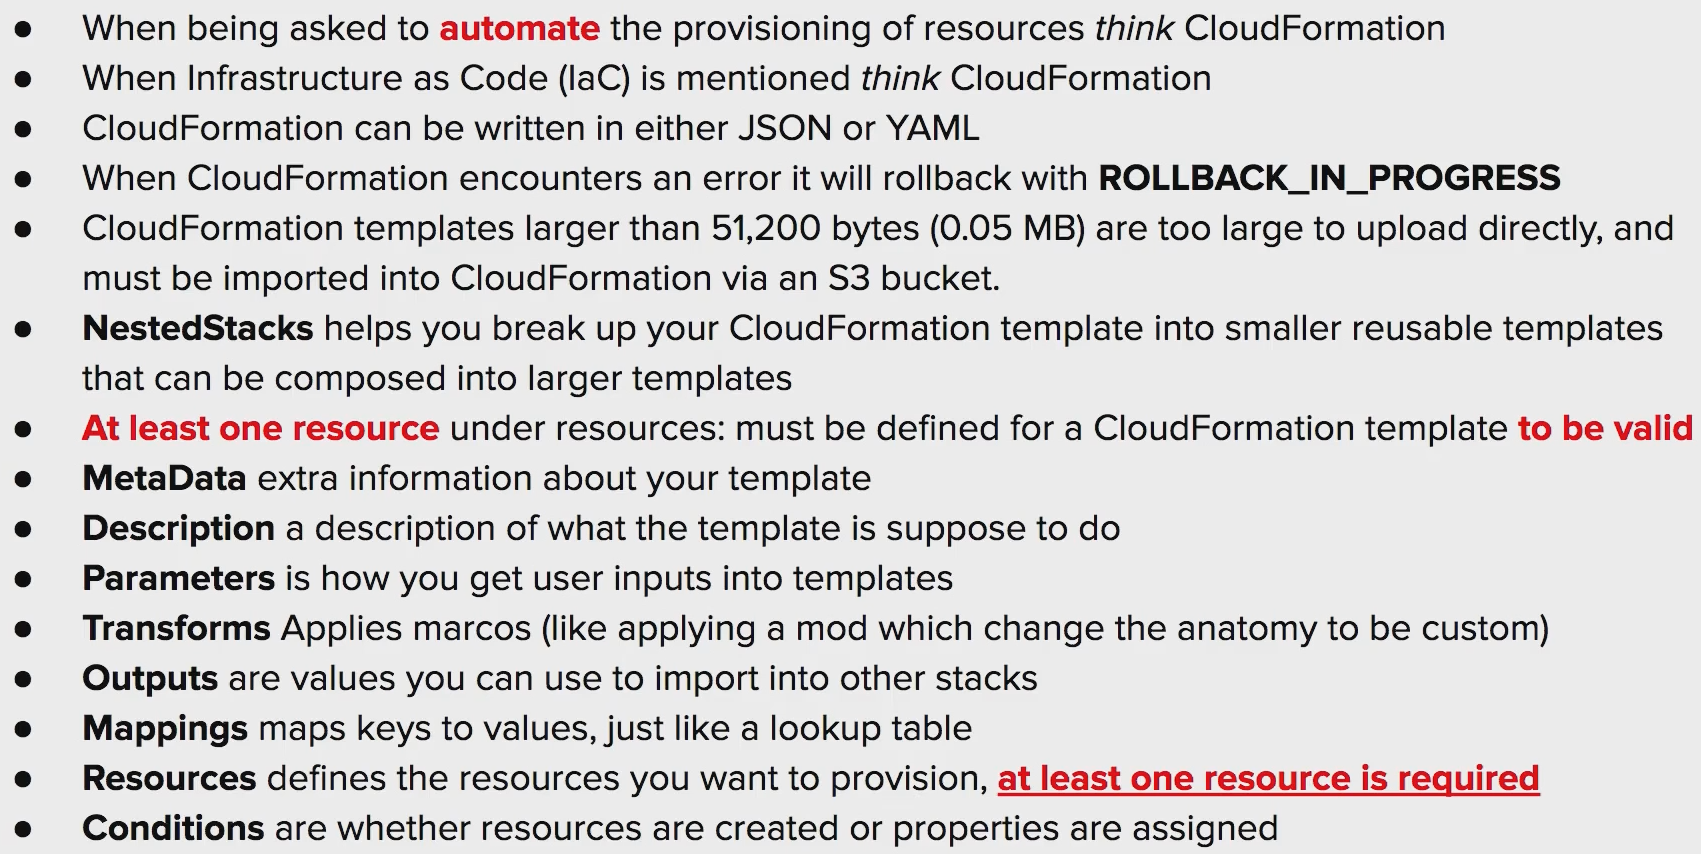 ● When being asked to automate the provisioning of resources think CloudFormation
● When Infrastructure as Code (IaC) is mentioned think CloudFormation
● CloudFormation can be written in either JSON or YAML
● When CloudFormation encounters an error it will rollback with ROLLBACK_IN_PROGRESS
● CloudFormation templates larger than 51,200 bytes (0.05 MB) are too large to upload directly, and
must be imported into CloudFormation via an S3 bucket.
● NestedStacks helps you break up your CloudFormation template into smaller reusable templates
that can be composed into larger templates
● At least one resource under resources: must be defined for a CloudFormation template to be valid
● MetaData extra information about your template
● Description a description of what the template is suppose to do
● Parameters is how you get user inputs into templates
● Transforms Applies marcos (like applying a mod which change the anatomy to be custom)
● Outputs are values you can use to import into other stacks
● Mappings maps keys to values, just like a lookup table
● Resources defines the resources you want to provision, at least one resource is required
● Conditions are whether resources are created or properties are assigned